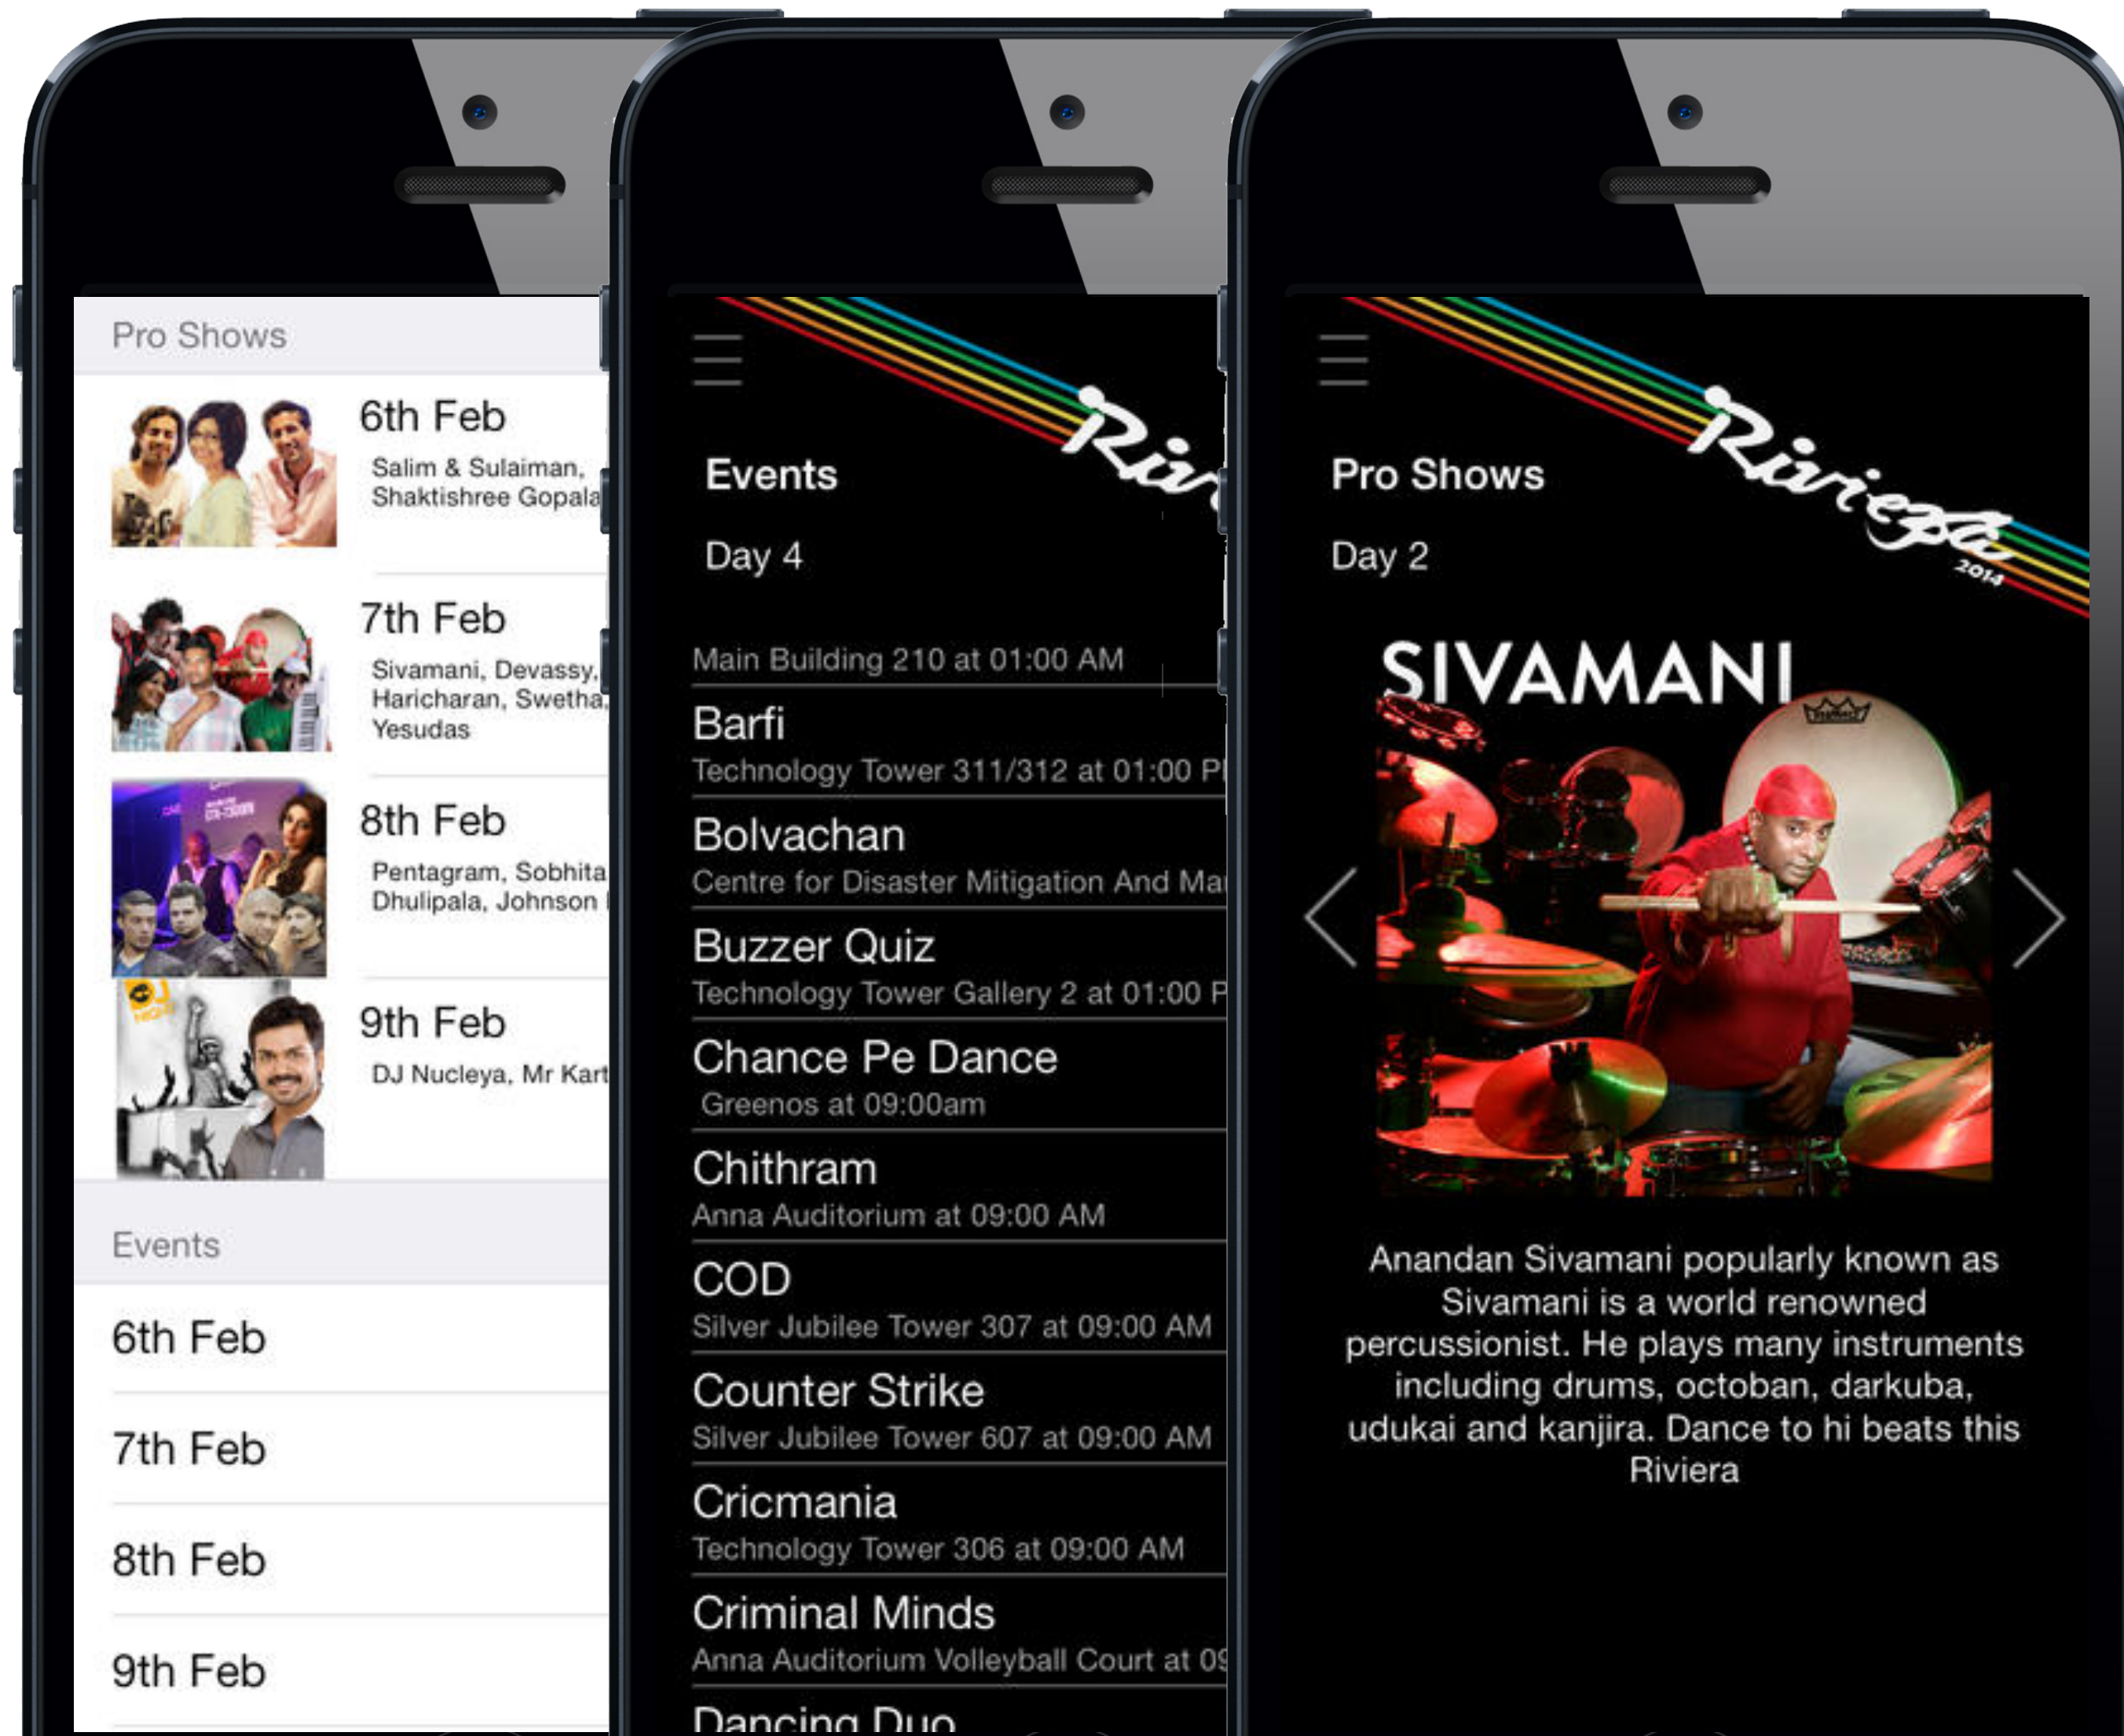 Pro Shows
6th Feb
Salim & Sulaiman,
Shaktishree Gopala
7th Feb
Sivamani, Devassy,
Haricharan, Swetha,
Yesudas
8th Feb
Pentagram, Sobhita
Dhulipala, Johnson
DJ
NIGHT
9th Feb
DJ Nucleya, Mr Kart
Events
6th Feb
7th Feb
8th Feb
9th Feb
Riv
Events
Day 4
Main Building 210 at 01:00 AM
Barfi
Technology Tower 311/312 at 01:00 P
Bolvachan
Centre for Disaster Mitigation And Ma
Buzzer Quiz
Technology Tower Gallery 2 at 01:00 P
Chance Pe Dance
Greenos at 09:00am
Chithram
Anna Auditorium at 09:00 AM
COD
Silver Jubilee Tower 307 at 09:00 AM
Counter Strike
Silver Jubilee Tower 607 at 09:00 AM
Cricmania
Technology Tower 306 at 09:00 AM
Criminal Minds
Anna Auditorium Volleyball Court at 09
Dancing Duo
Riviera
2014
Pro Shows
Day 2
SIVAMANI
Anandan Sivamani popularly known as
Sivamani is a world renowned
percussionist. He plays many instruments
including drums, octoban, darkuba,
udukai and kanjira. Dance to hi beats this
Riviera